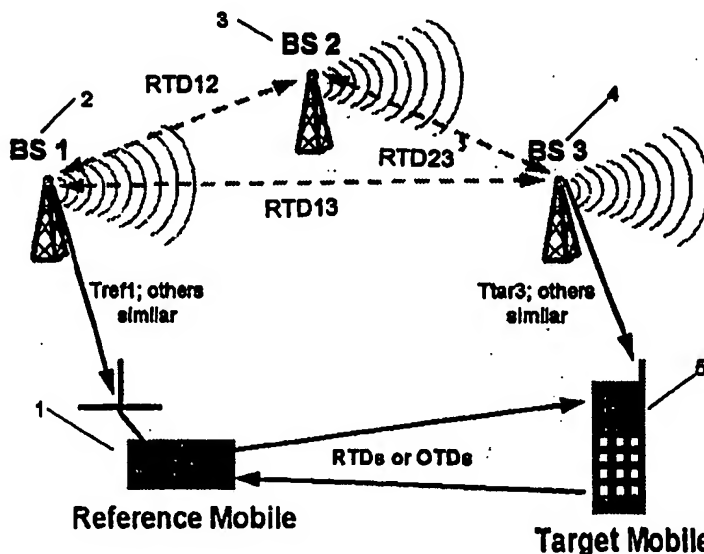 3
BS 2
RTD12
2
4
BS 1
RTD23
BS 3
RTD13
Tref1; others
similar
Ttar3; others
similar
5
1
RTDs or OTDs
Reference Mobile
Target Mobile